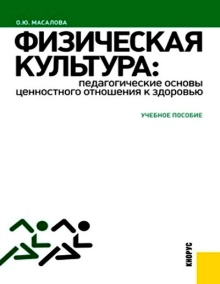 О.Ю. МАСАЛОВА
ФИЗИЧЕСКАЯ
КУЛЬТУРА:
педагогические основы
ценностного отношения к здоровью
УЧЕБНОЕ ПОСОБИЕ
КНОРУС